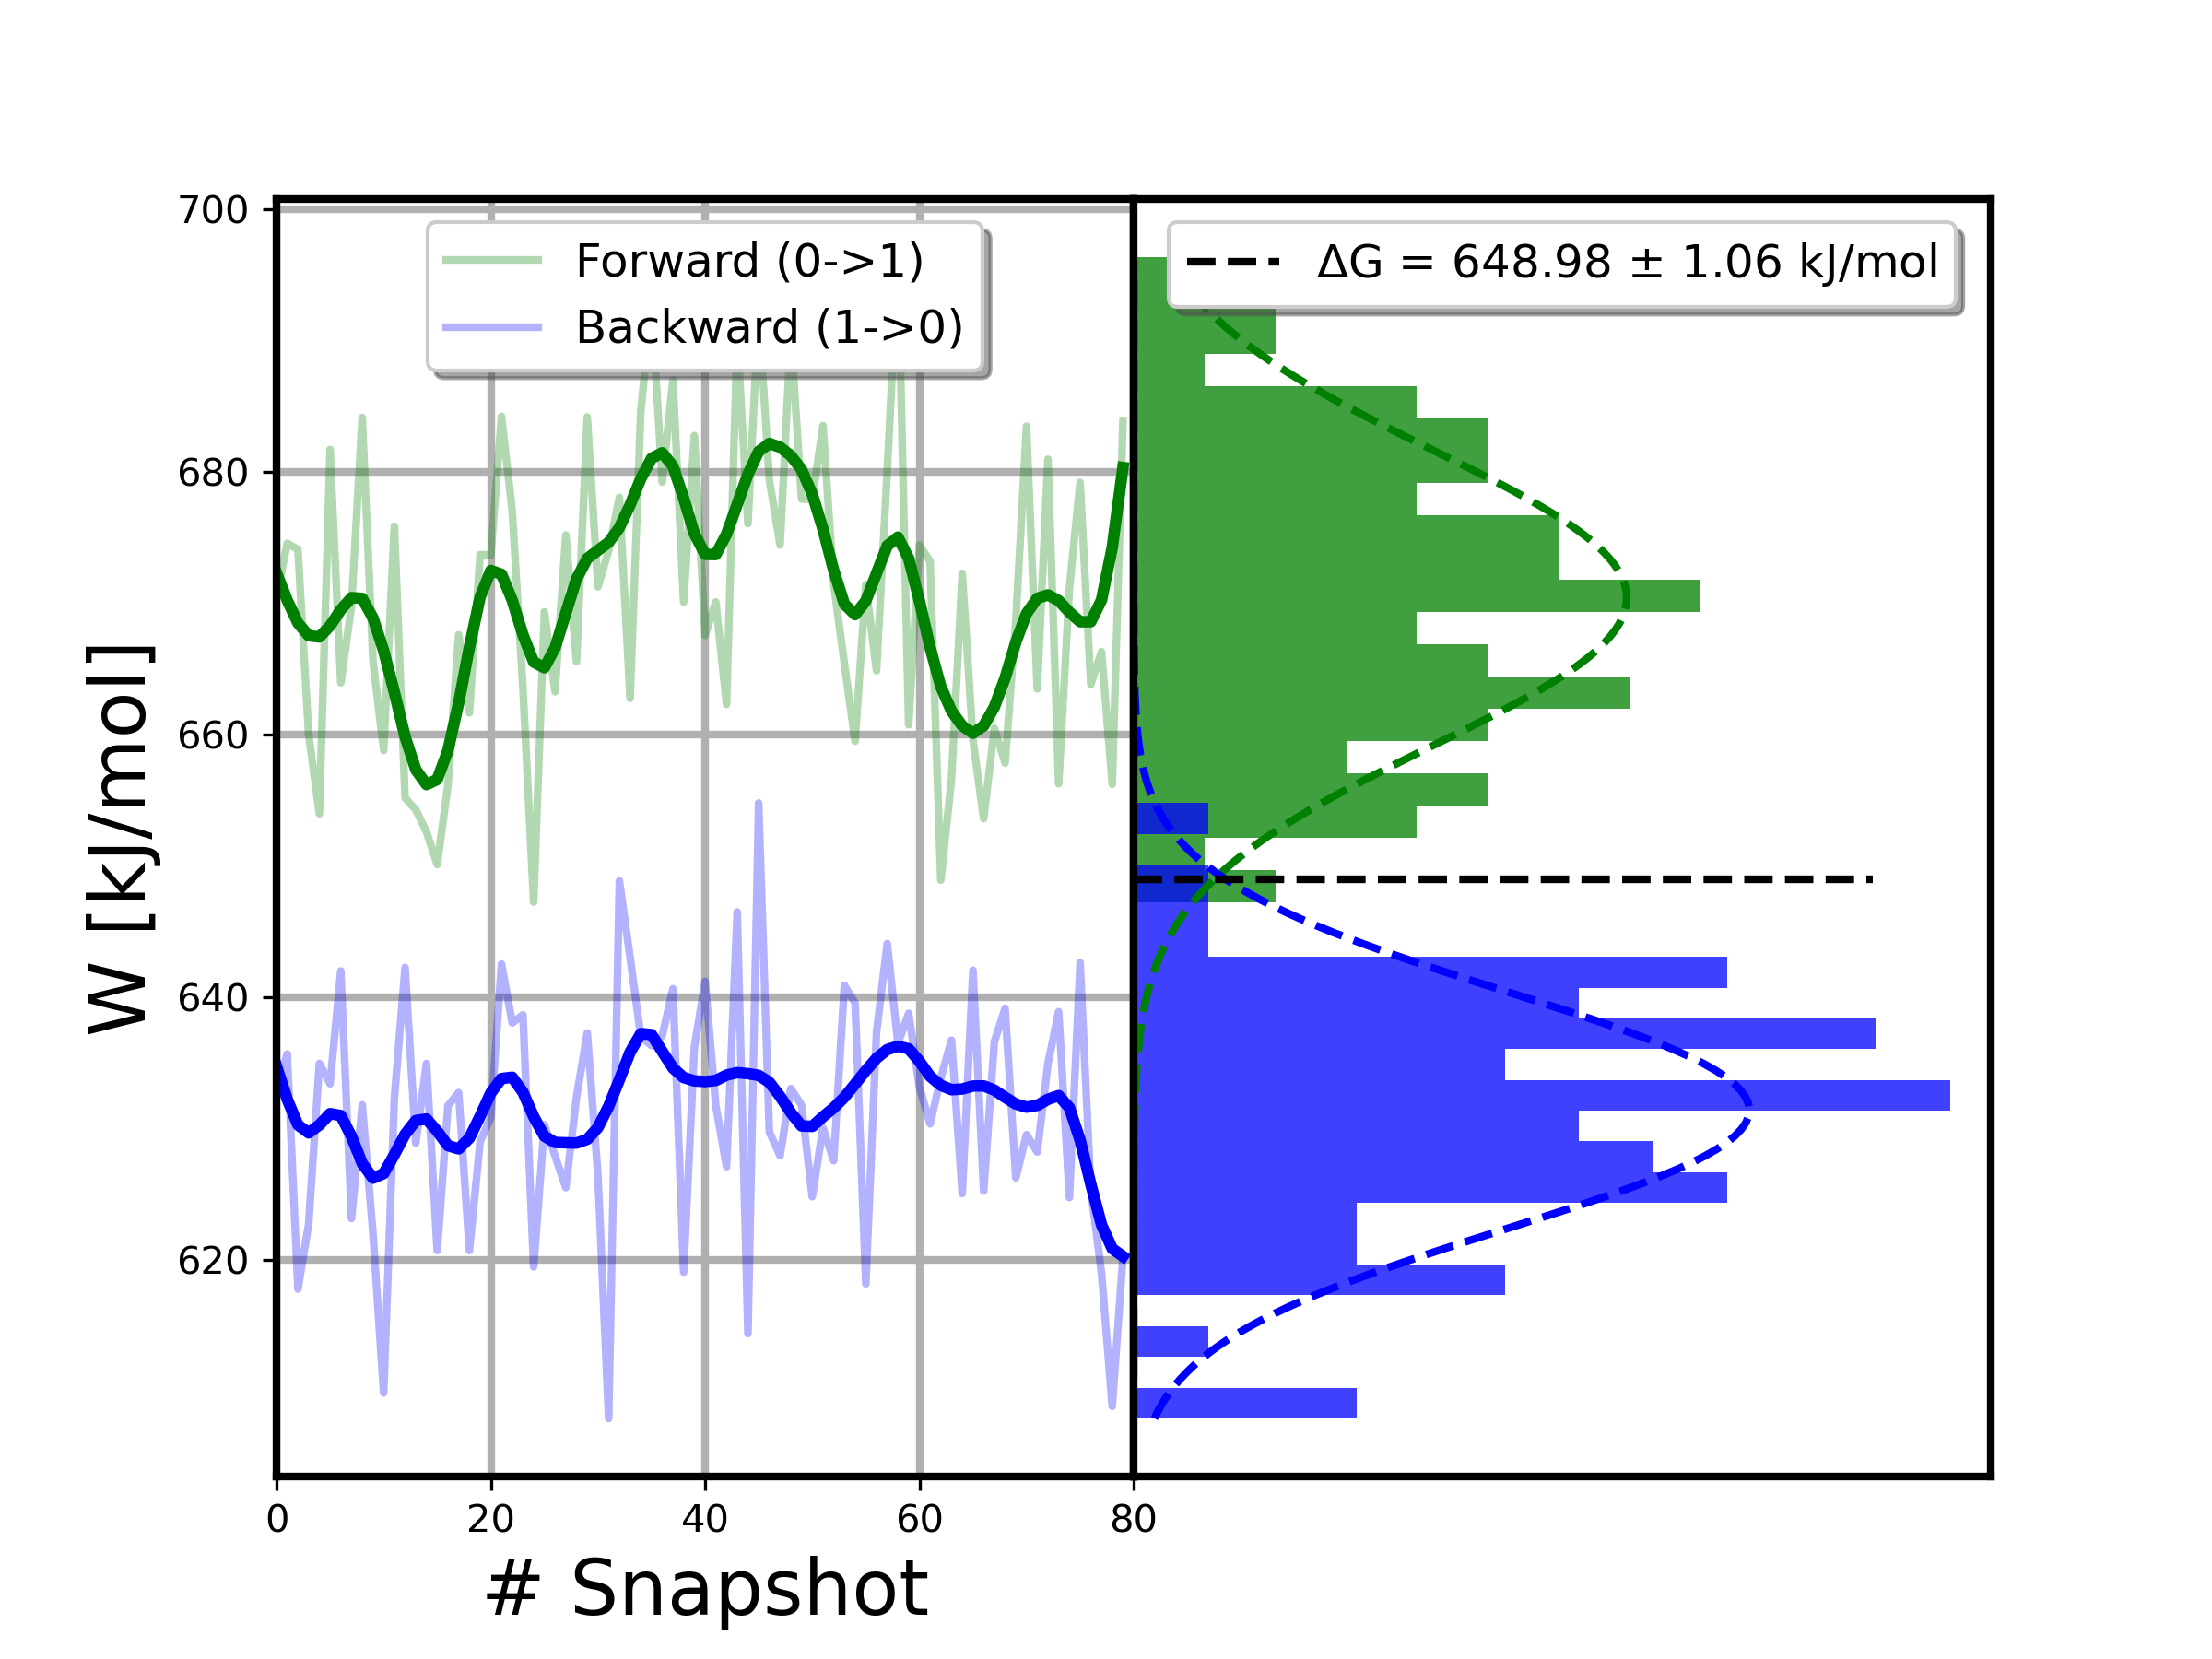 700
680
660
640
620
W [kJ/mol]
0 20 40 60 80
# Snapshot
Forward (0->1)
Backward (1->0)
ΔG = 648.98 ± 1.06 kJ/mol